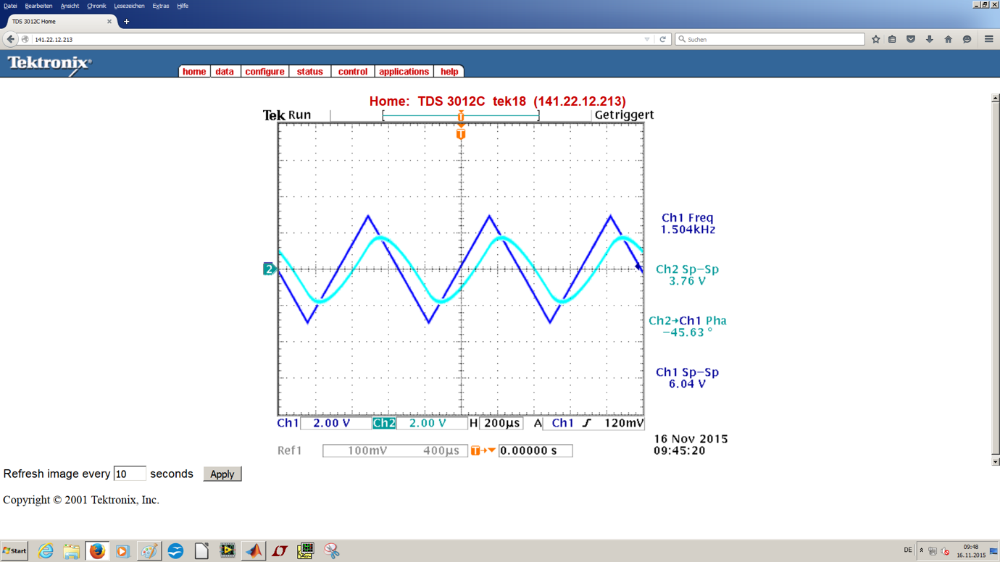 Datei Bearbeiten Ansicht Chronik Lesezeichen Extras Hilfe
TDS 3012C Home
141.22.12.213
Suchen
Tektronix®
home data configure status control applications help
Home: TDS 3012C tek18 (141.22.12.213)
Tek Run T Getriggert
T
Ch1 Freq
1.504kHz
2
Ch2 Sp-Sp
3.76 V
Ch2→Ch1 Pha
-45.63 °
Ch1 Sp-Sp
6.04 V
Ch1 2.00 V Ch2 2.00 V H 200µs A Ch1 120mV
16 Nov 2015
09:45:20
Ref1 100mV 400µs T→ 0.00000 s
Refresh image every 10 seconds Apply
Copyright © 2001 Tektronix, Inc.
Start
DE
09:48
16.11.2015